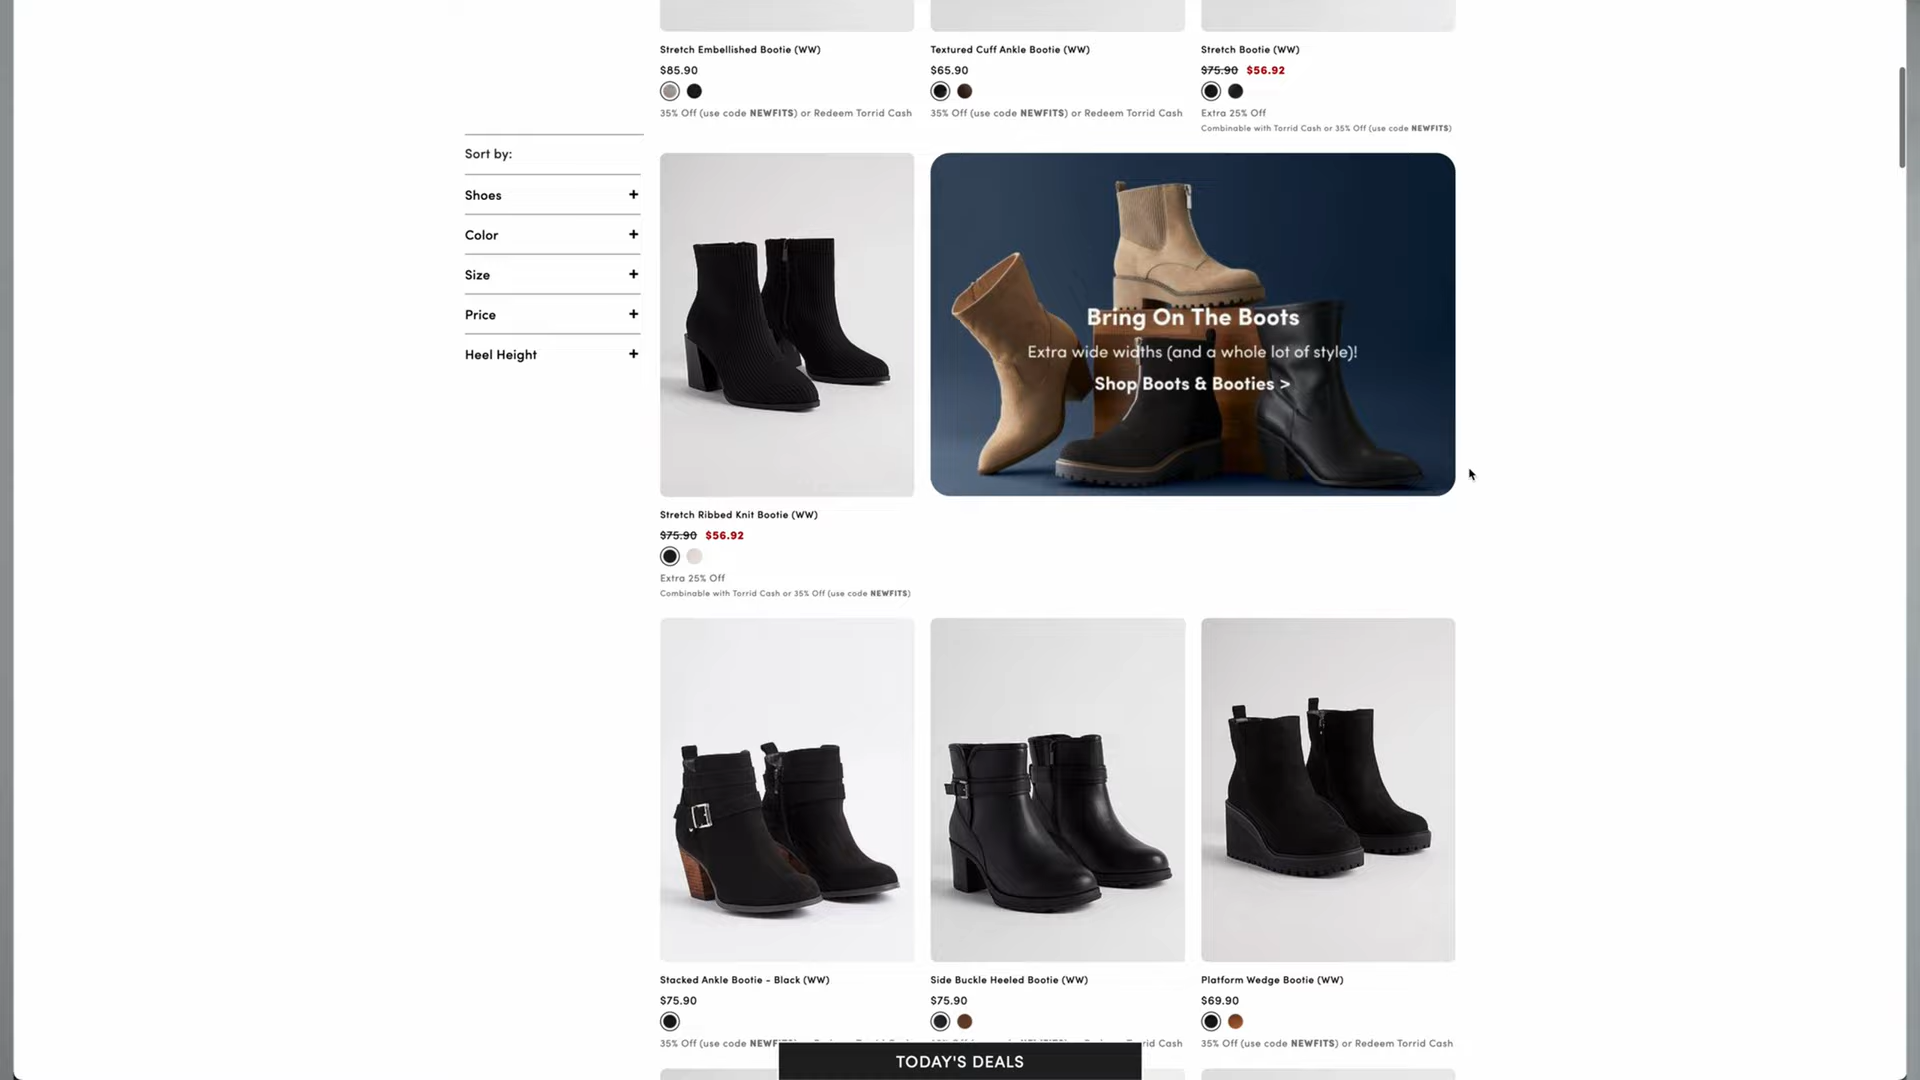 Stretch Embellished Bootie (WW)
$85.90
35% Off (use code NEWFITS) or Redeem Torrid Cash
Textured Cuff Ankle Bootie (WW)
$65.90
35% Off (use code NEWFITS) or Redeem Torrid Cash
Stretch Bootie (WW)
$75.90 $56.92
Extra 25% Off
Combinable with Torrid Cash or 35% Off (use code NEWFITS)
Sort by:
Shoes +
Color +
Size +
Price +
Heel Height +
Bring On The Boots
Extra wide widths (and a whole lot of style)!
Shop Boots & Booties >
Stretch Ribbed Knit Bootie (WW)
$75.90 $56.92
Extra 25% Off
Combinable with Torrid Cash or 35% Off (use code NEWFITS)
Stacked Ankle Bootie - Black (WW)
$75.90
35% Off (use code NEWFITS)
Side Buckle Heeled Bootie (WW)
$75.90
Cash
Platform Wedge Bootie (WW)
$69.90
35% Off (use code NEWFITS) or Redeem Torrid Cash
TODAY'S DEALS